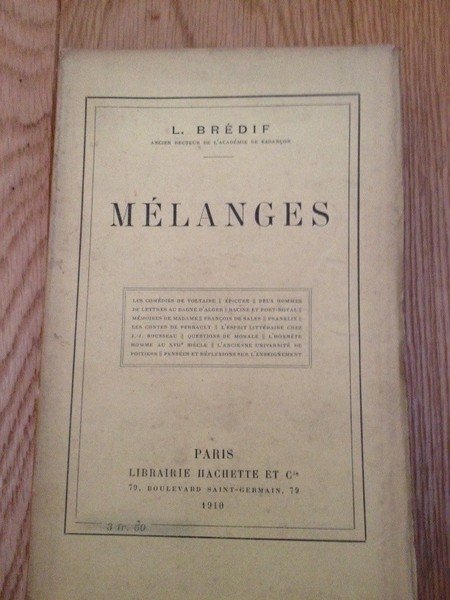 L. BRÉDIF
ANCIEN RECTEUR DE L'ACADÉMIE DE BESANÇON
MÉLANGES
LES COMÉDIES DE VOLTAIRE || ÉPICURE || DEUX HOMMES
DE LETTRES AU BAGNE D'ALGER || RACINE ET PORT-ROYAL
MÉMOIRES DE MADAME || FRANÇOIS DE SALES || FRANKLIN
LES CONTES DE PERRAULT || L'ESPRIT LITTÉRAIRE CHEZ
J.-J. ROUSSEAU || QUESTIONS DE MORALE || L'HONNÊTE
HOMME AU XVIIe SIÈCLE || L'ANCIENNE UNIVERSITÉ DE
POITIERS || PENSÉES ET RÉFLEXIONS SUR L'ENSEIGNEMENT
PARIS
LIBRAIRIE HACHETTE ET Cie
79, BOULEVARD SAINT-GERMAIN, 79
1910
3 fr. 50